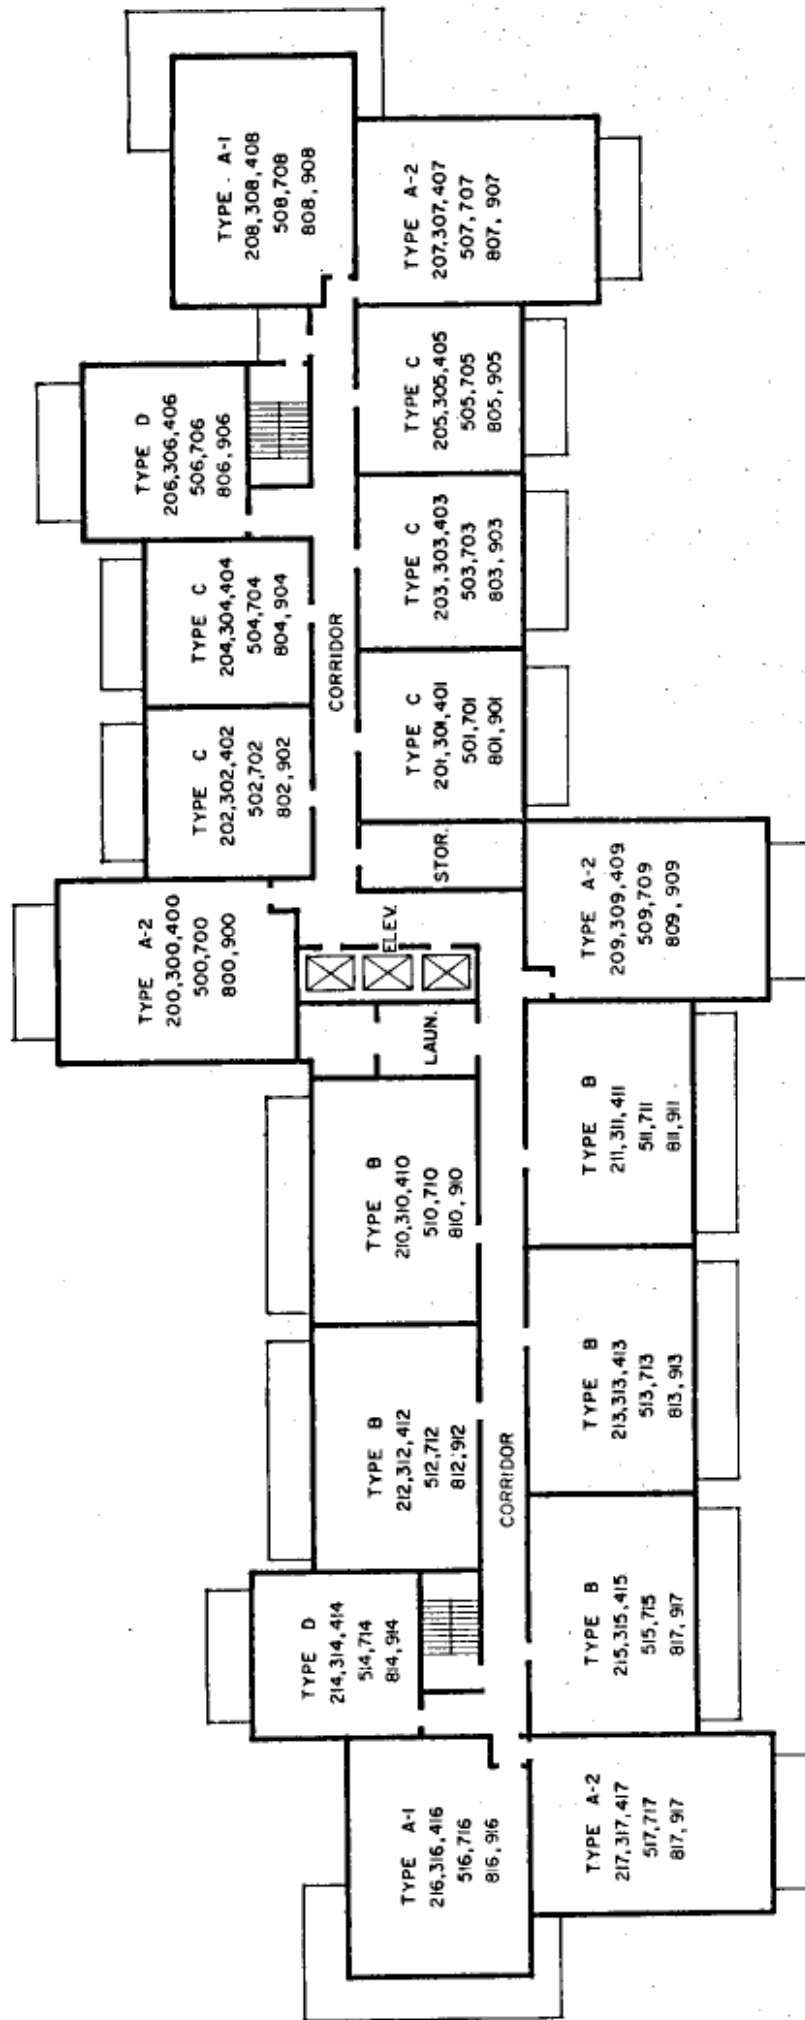 TYPE A-1
208,308,408
508,708
808,908
TYPE A-2
207,307,407
507,707
807,907
TYPE D
206,306,406
506,706
806,906
TYPE C
205,305,405
505,705
805,905
TYPE C
204,304,404
504,704
804,904
TYPE C
203,303,403
503,703
803,903
CORRIDOR
TYPE C
202,302,402
502,702
802,902
TYPE C
201,301,401
501,701
801,901
STOR.
TYPE A-2
200,300,400
500,700
800,900
ELEV.
TYPE A-2
209,309,409
509,709
809,909
LAUN.
TYPE B
210,310,410
510,710
810,910
TYPE B
211,311,411
511,711
811,911
TYPE B
212,312,412
512,712
812,912
TYPE B
213,313,413
513,713
813,913
CORRIDOR
TYPE D
214,314,414
514,714
814,914
TYPE B
215,315,415
515,715
817,917
TYPE A-1
216,316,416
516,716
816,916
TYPE A-2
217,317,417
517,717
817,917